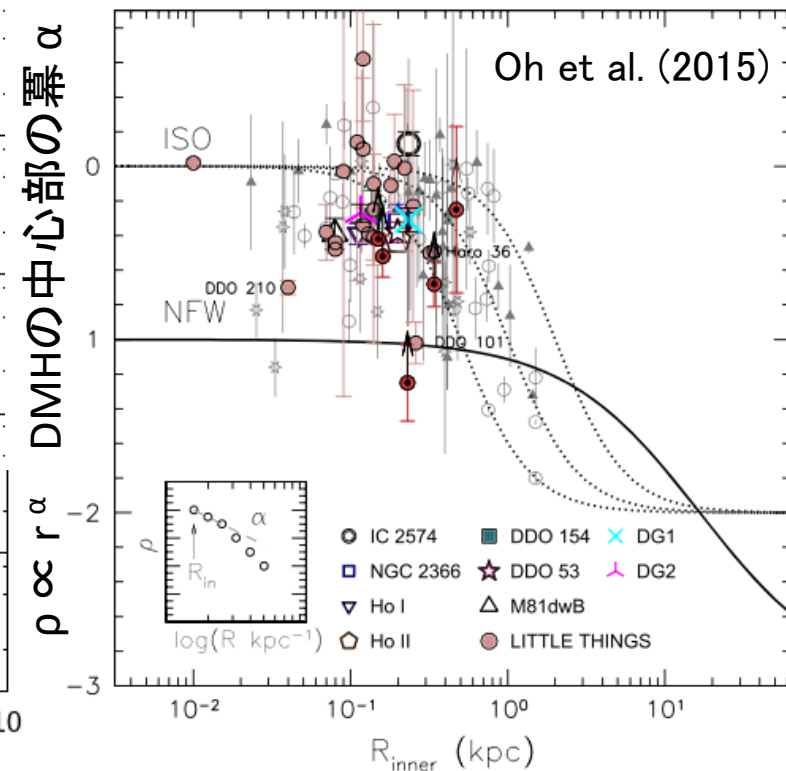 Oh et al. (2015)
DMHの中心部の冪 α
ρ ∝ r^α
ISO
NFW
DDO 210
Haro 36
DDO 101
0
1
-2
-3
ρ
α
R_in
log(R kpc⁻¹)
IC 2574
NGC 2366
Ho I
Ho II
DDO 154
DDO 53
M81dwB
LITTLE THINGS
DG1
DG2
10
10⁻²
10⁻¹
10⁰
10¹
R_inner (kpc)